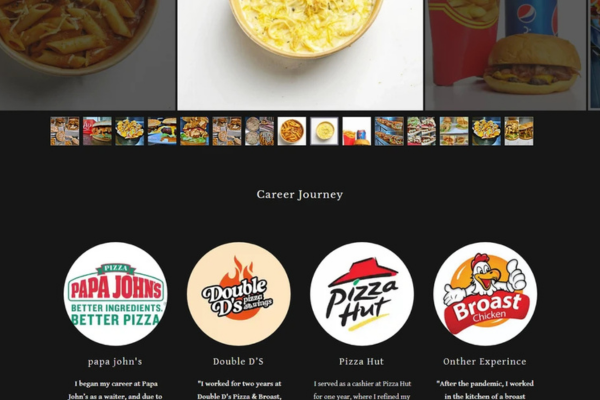 Career Journey
PIZZA
PAPA JOHNS
BETTER INGREDIENTS.
BETTER PIZZA
Double
D's pizza
& wings
Pizza
Hut
Broast
Chicken
papa john's
Double D'S
Pizza Hut
Onther Experince
I began my career at Papa
John's as a waiter, and due to
"I worked for two years at
Double D's Pizza & Broast,
I served as a cashier at Pizza Hut
for one year, where I refined my
"After the pandemic, I worked
in the kitchen of a broast